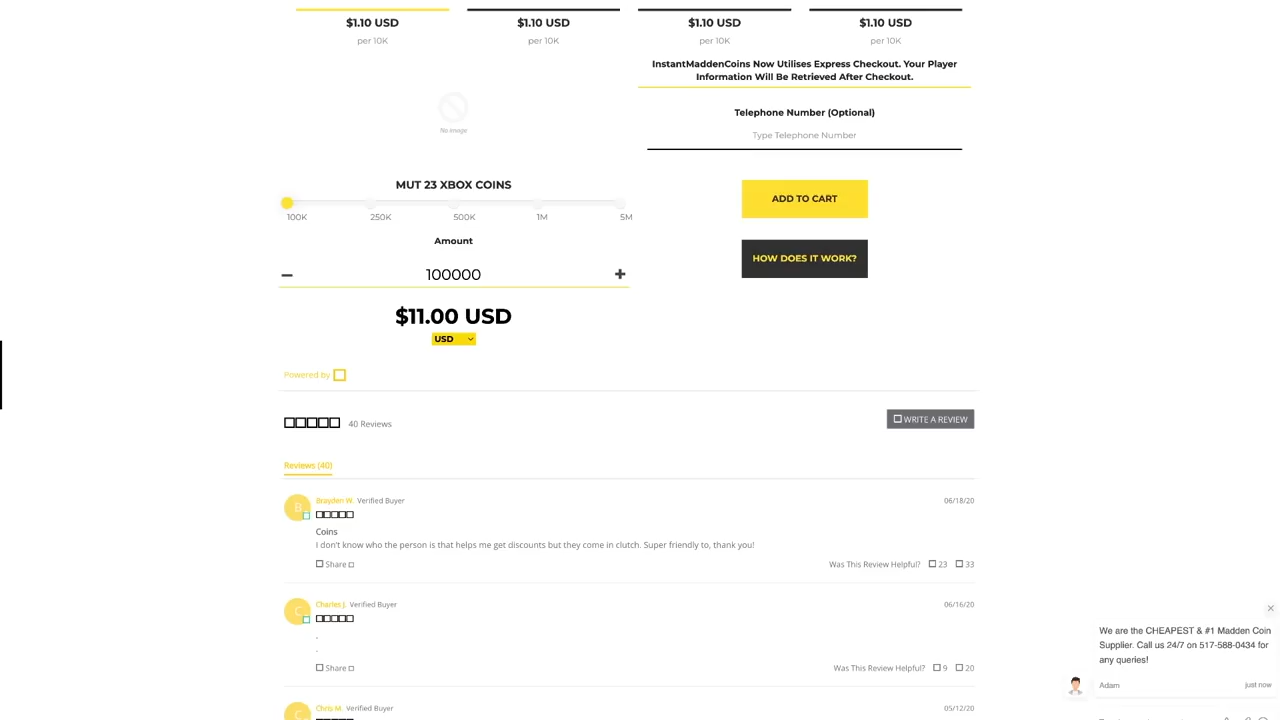 $1.10 USD
per 10K
$1.10 USD
per 10K
$1.10 USD
per 10K
$1.10 USD
per 10K
No image
MUT 23 XBOX COINS
100K
250K
500K
1M
5M
Amount
100000
$11.00 USD
USD
InstantMaddenCoins Now Utilises Express Checkout. Your Player
Information Will Be Retrieved After Checkout.
Telephone Number (Optional)
Type Telephone Number
ADD TO CART
HOW DOES IT WORK?
Powered by
40 Reviews
WRITE A REVIEW
Reviews (40)
B
Brayden W. Verified Buyer
06/18/20
Coins
I don't know who the person is that helps me get discounts but they come in clutch. Super friendly to, thank you!
Share
Was This Review Helpful? 23 33
C
Charles J. Verified Buyer
06/16/20
.
.
Share
Was This Review Helpful? 9 20
C
Chris M. Verified Buyer
05/12/20
We are the CHEAPEST & #1 Madden Coin
Supplier. Call us 24/7 on 517-588-0434 for
any queries!
Adam
just now